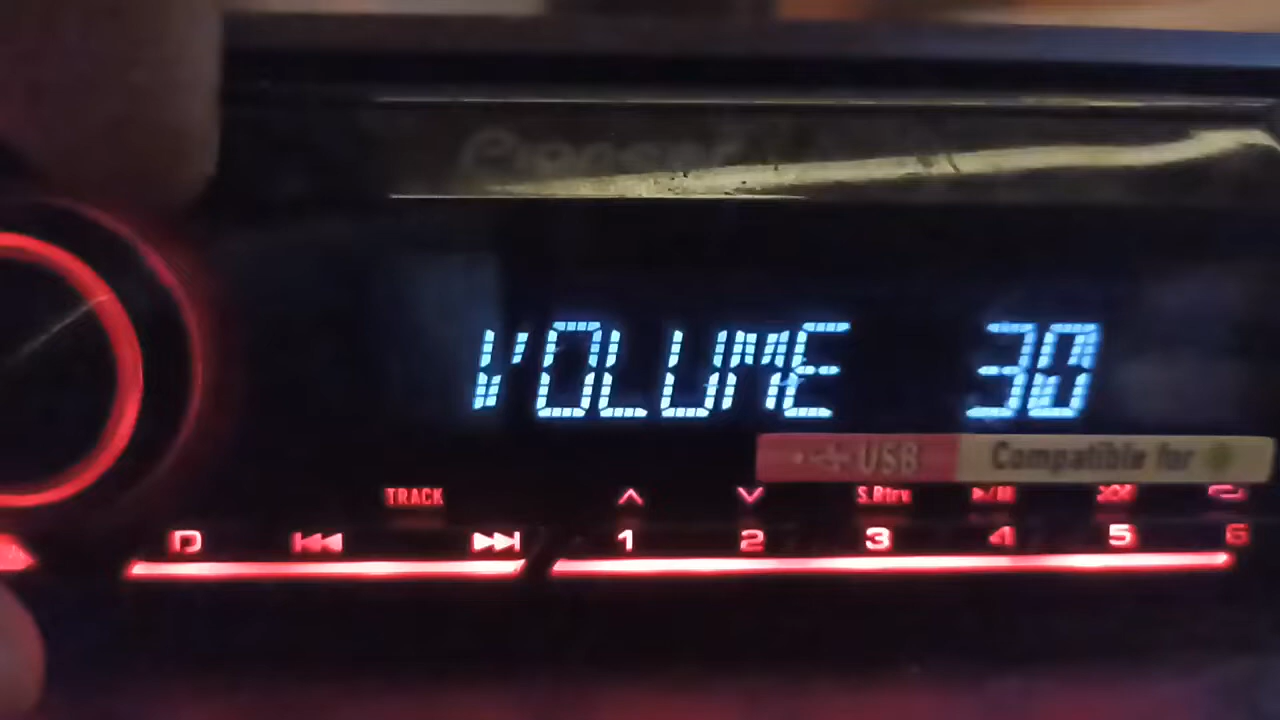 Pioneer
VOLUME 30
USB Compatible for
TRACK S.Rtrv
D 1 2 3 4 5 6